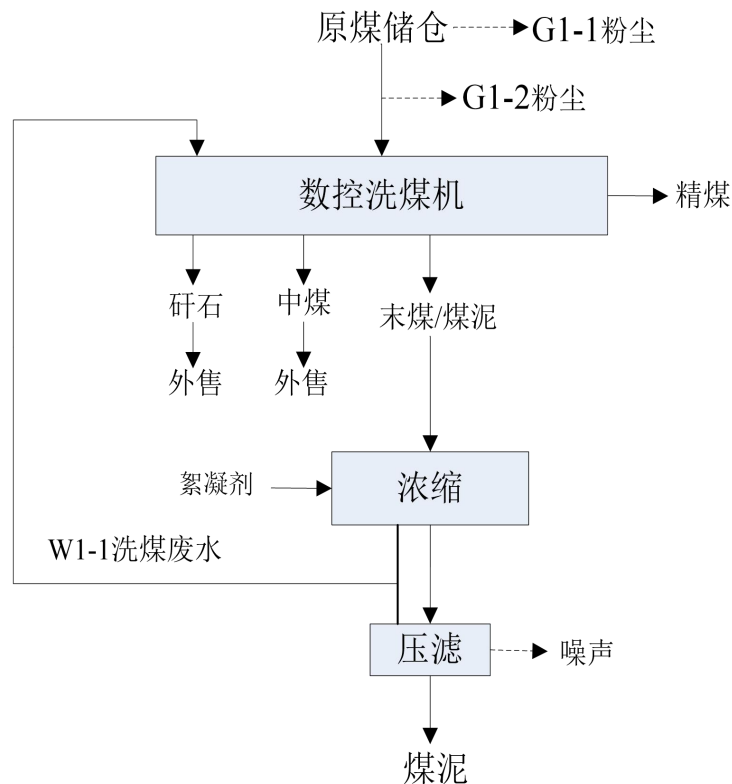 原煤储仓
G1-1粉尘
G1-2粉尘
数控洗煤机
精煤
矸石
中煤
末煤/煤泥
外售
外售
絮凝剂
浓缩
W1-1洗煤废水
压滤
噪声
煤泥